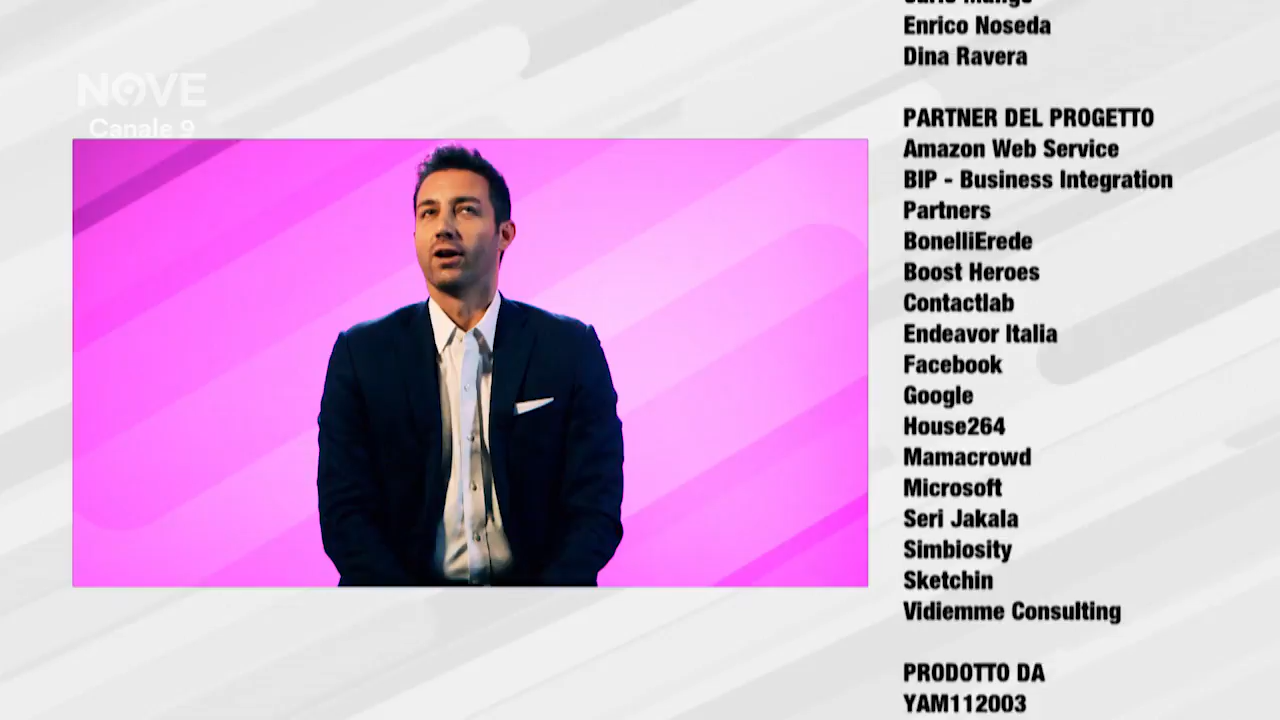 NOVE
Canale 9
Enrico Noseda
Dina Ravera
PARTNER DEL PROGETTO
Amazon Web Service
BIP - Business Integration
Partners
BonelliErede
Boost Heroes
Contactlab
Endeavor Italia
Facebook
Google
House264
Mamacrowd
Microsoft
Seri Jakala
Simbiosity
Sketchin
Vidiemme Consulting
PRODOTTO DA
YAM112003